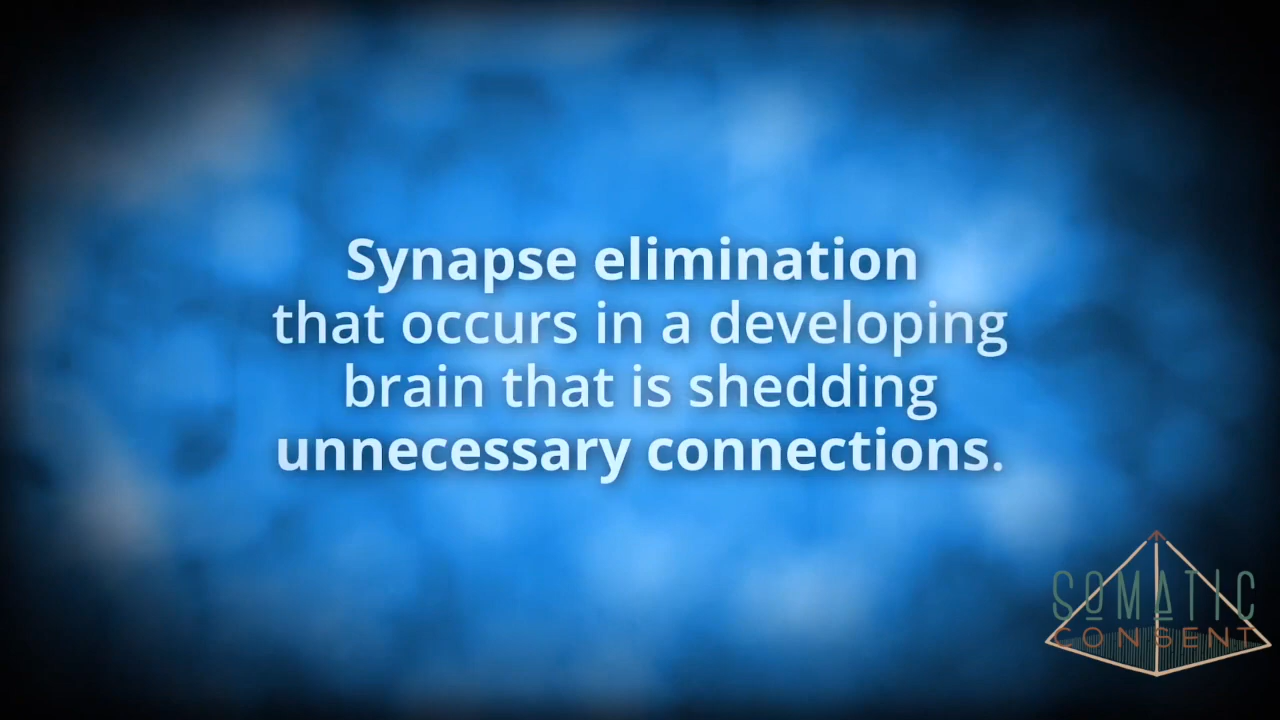 Synapse elimination
that occurs in a developing
brain that is shedding
unnecessary connections.
SOMATIC
CONSENT